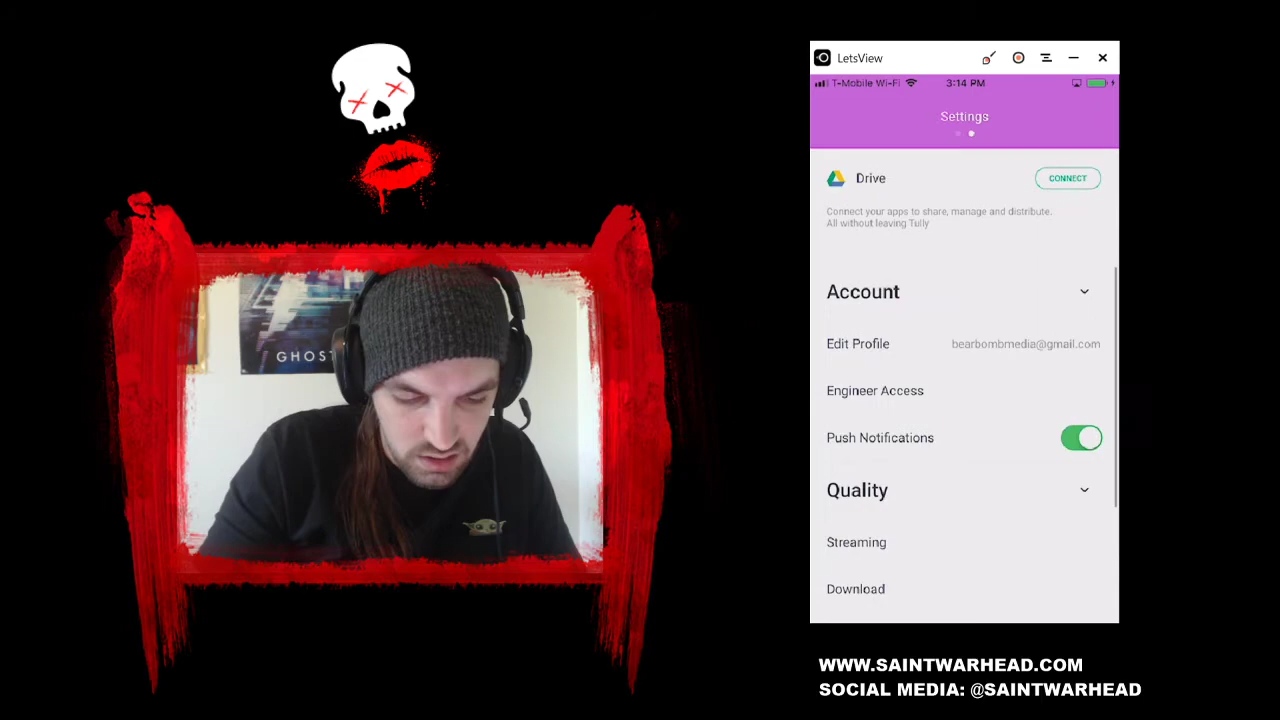 LetsView
T-Mobile Wi-Fi 3:14 PM
Settings
Drive CONNECT
Connect your apps to share, manage and distribute.
All without leaving Tully
Account
Edit Profile bearbombmedia@gmail.com
Engineer Access
Push Notifications
Quality
Streaming
Download
GHOST
WWW.SAINTWARHEAD.COM
SOCIAL MEDIA: @SAINTWARHEAD